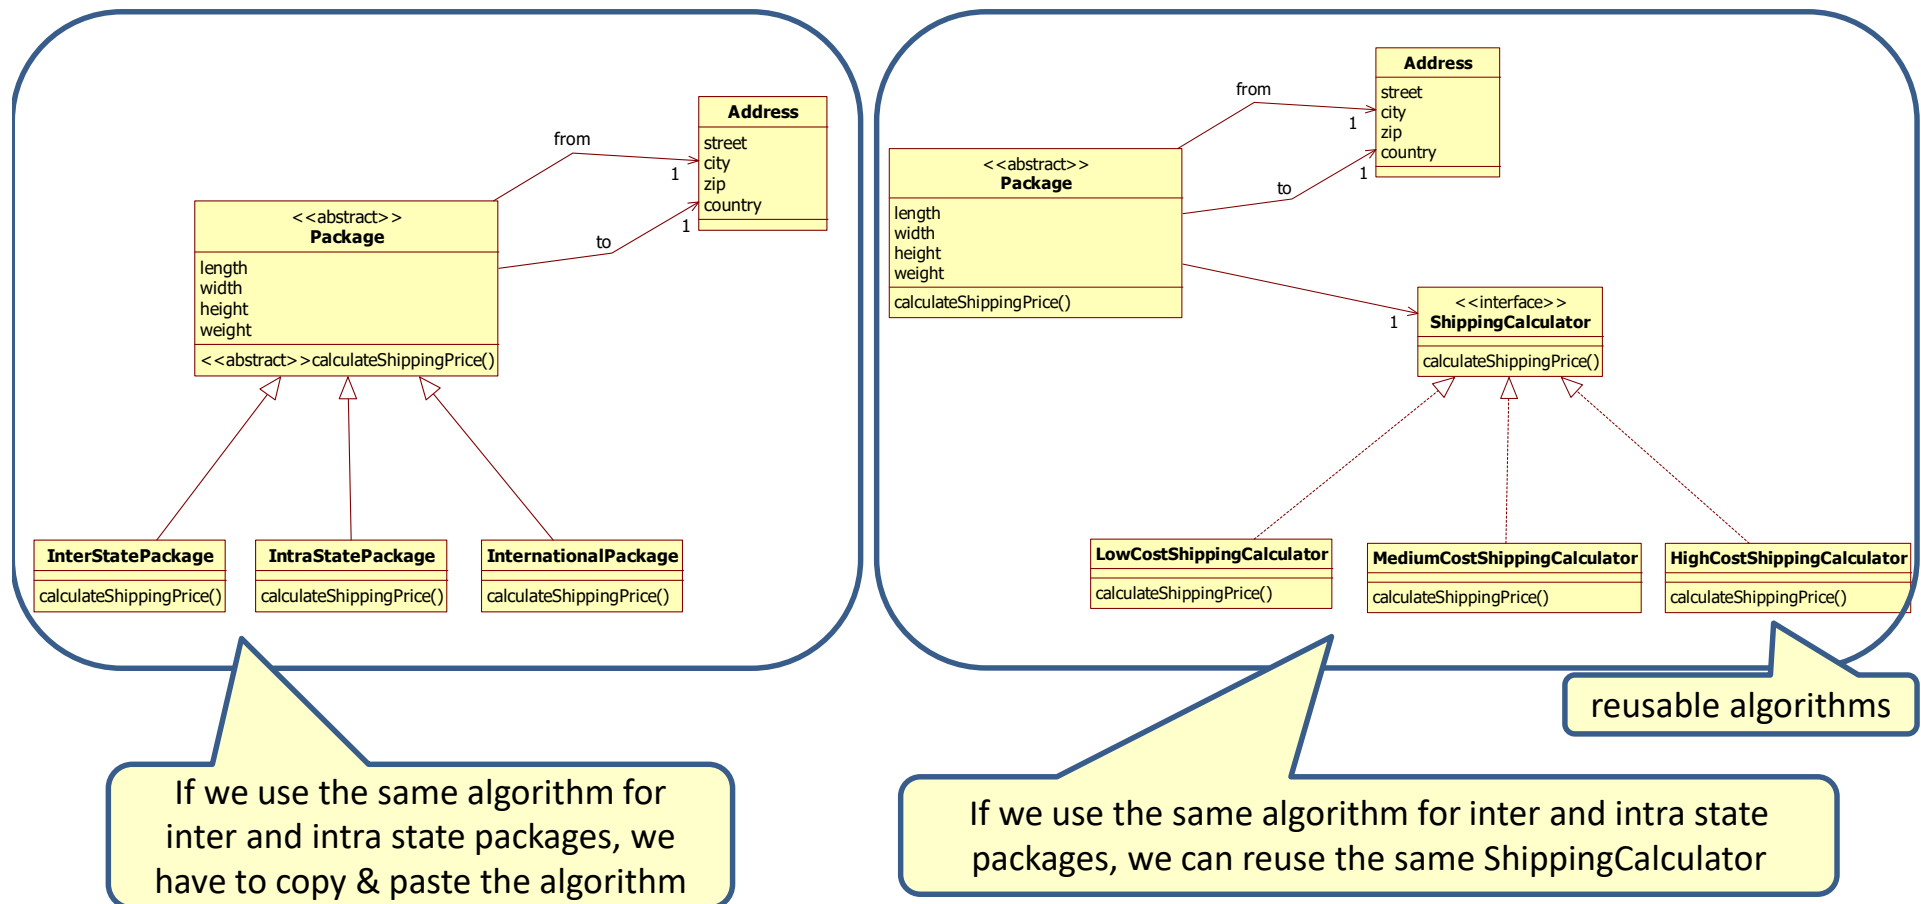 from
Address
street
city
zip
country
1
1
to
<<abstract>>
Package
length
width
height
weight
<<abstract>>calculateShippingPrice()
InterStatePackage
calculateShippingPrice()
IntraStatePackage
calculateShippingPrice()
InternationalPackage
calculateShippingPrice()
If we use the same algorithm for
inter and intra state packages, we
have to copy & paste the algorithm
from
Address
street
city
zip
country
1
1
to
<<abstract>>
Package
length
width
height
weight
calculateShippingPrice()
1
<<interface>>
ShippingCalculator
calculateShippingPrice()
LowCostShippingCalculator
calculateShippingPrice()
MediumCostShippingCalculator
calculateShippingPrice()
HighCostShippingCalculator
calculateShippingPrice()
reusable algorithms
If we use the same algorithm for inter and intra state
packages, we can reuse the same ShippingCalculator